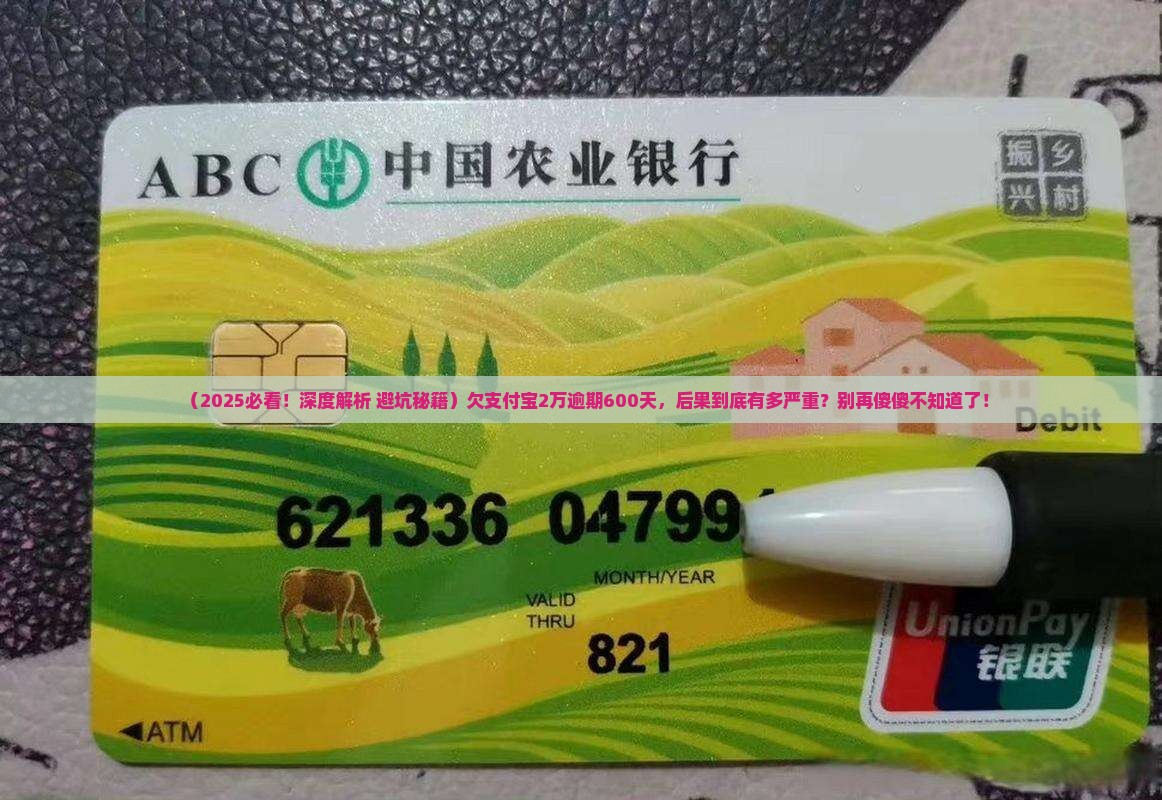 ABC 中国农业银行
振 乡
兴 村
（2025必看！深度解析 避坑秘籍）欠支付宝2万逾期600天，后果到底有多严重？别再傻傻不知道了！
Debit
621336 04799
MONTH/YEAR
VALID
THRU
821
UnionPay
银联
ATM